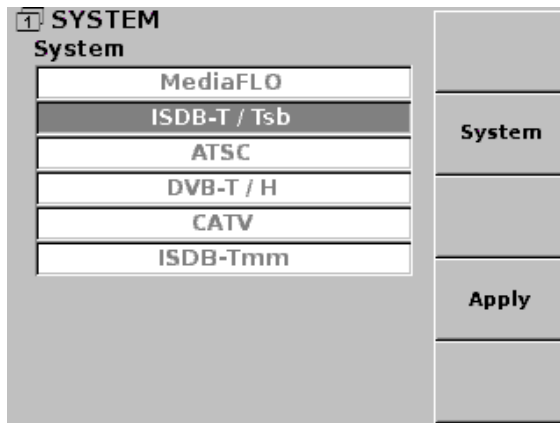 1 SYSTEM
System
MediaFLO
ISDB-T / Tsb
ATSC
DVB-T / H
CATV
ISDB-Tmm
System
Apply